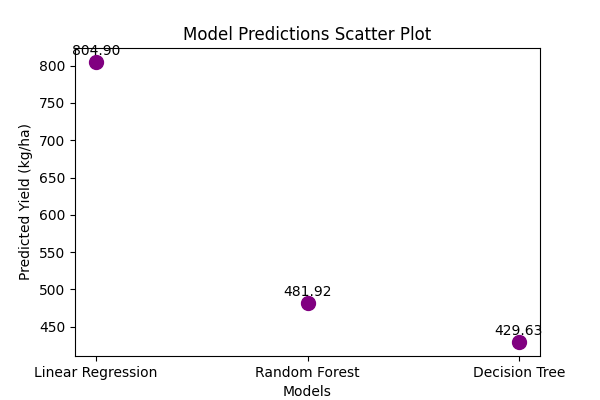 Model Predictions Scatter Plot
804.90
800
750
700
650
600
550
500
450
Predicted Yield (kg/ha)
481.92
429.63
Linear Regression
Random Forest
Decision Tree
Models